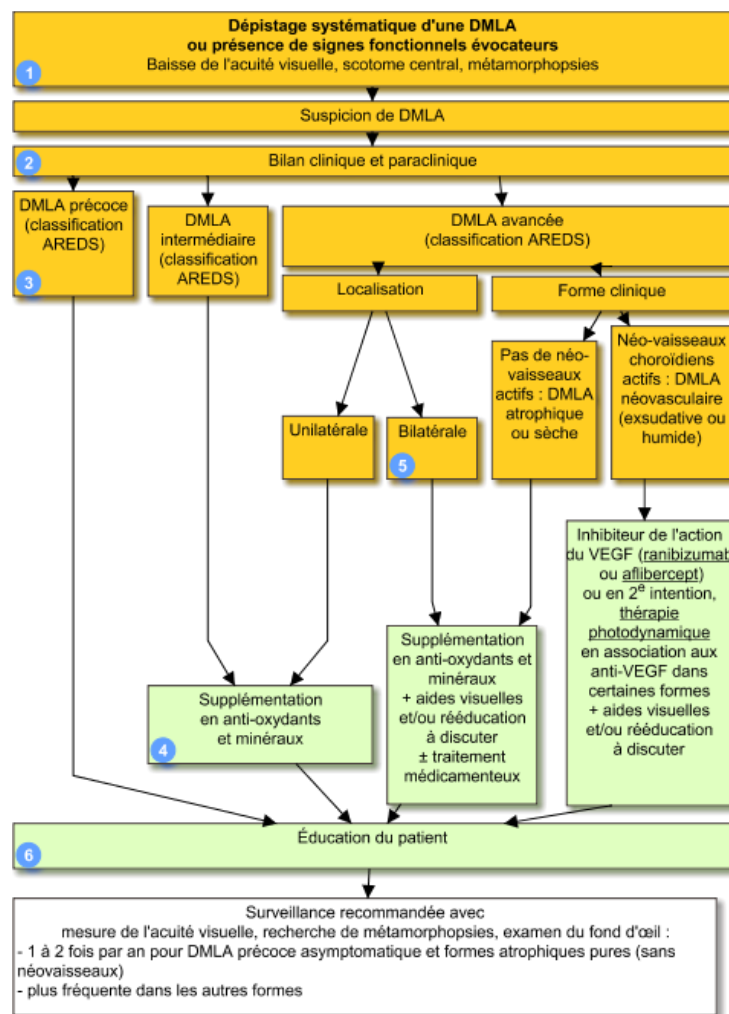 Dépistage systématique d'une DMLA
ou présence de signes fonctionnels évocateurs
Baisse de l'acuité visuelle, scotome central, métamorphopsies
1
Suspicion de DMLA
2
Bilan clinique et paraclinique
DMLA précoce
(classification
AREDS)
3
DMLA
intermédiaire
(classification
AREDS)
DMLA avancée
(classification AREDS)
Localisation
Forme clinique
Unilatérale
Bilatérale
5
Pas de néo-
vaisseaux
actifs : DMLA
atrophique
ou sèche
Néo-vaisseaux
choroïdiens
actifs : DMLA
néovasculaire
(exsudative ou
humide)
Supplémentation
en anti-oxydants
et minéraux
4
Supplémentation
en anti-oxydants et
minéraux
+ aides visuelles
et/ou rééducation
à discuter
± traitement
médicamenteux
Inhibiteur de l'action
du VEGF (ranibizumab
ou aflibercept)
ou en 2e intention,
thérapie
photodynamique
en association aux
anti-VEGF dans
certaines formes
+ aides visuelles
et/ou rééducation
à discuter
Éducation du patient
6
Surveillance recommandée avec
mesure de l'acuité visuelle, recherche de métamorphopsies, examen du fond d'œil :
- 1 à 2 fois par an pour DMLA précoce asymptomatique et formes atrophiques pures (sans
néovaisseaux)
- plus fréquente dans les autres formes